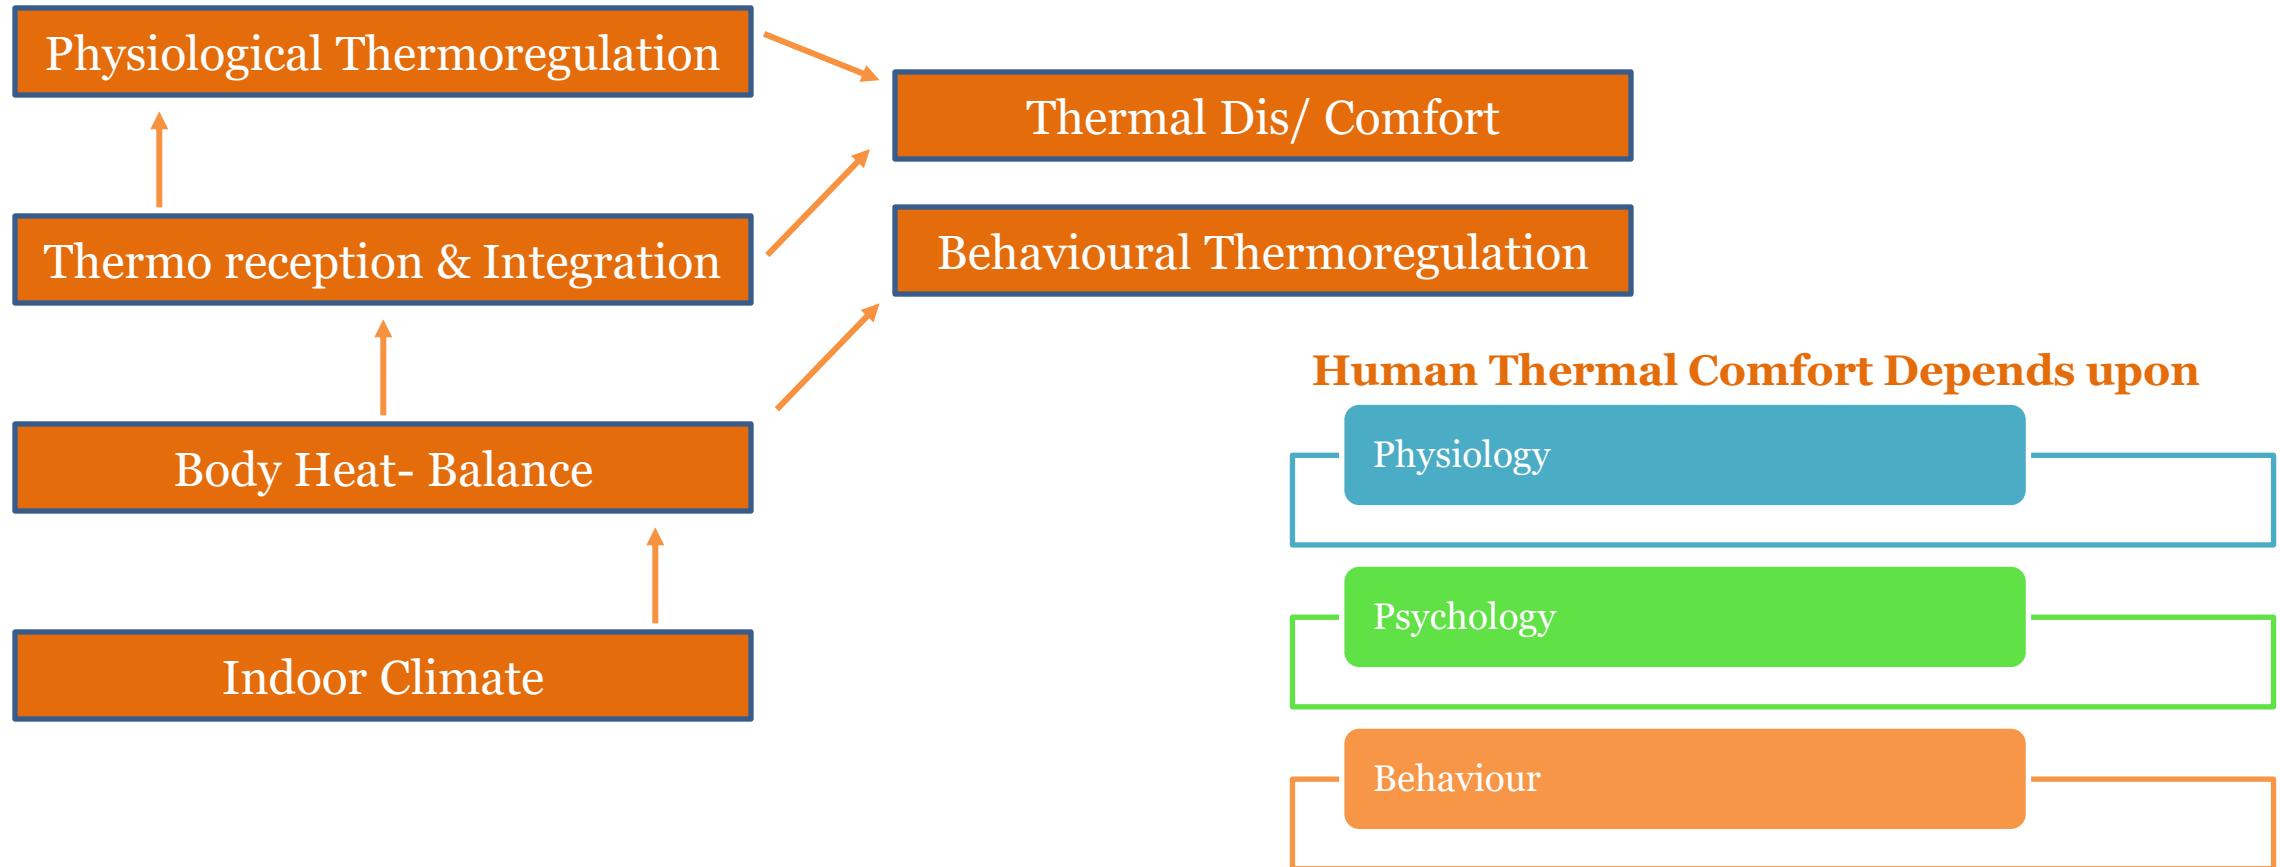 Physiological Thermoregulation
Thermal Dis/ Comfort
Thermo reception & Integration
Behavioural Thermoregulation
Body Heat- Balance
Indoor Climate
Human Thermal Comfort Depends upon
Physiology
Psychology
Behaviour